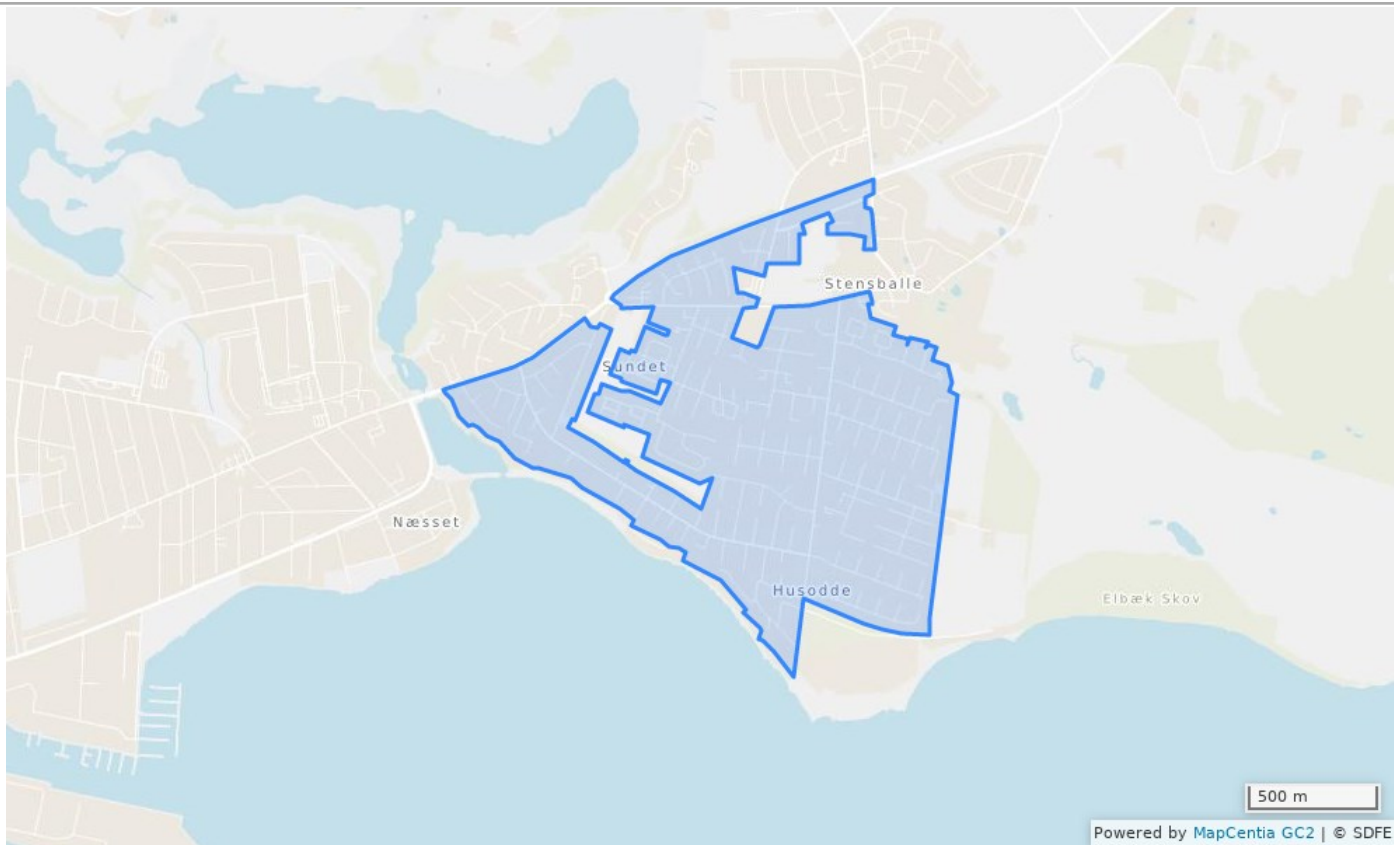 Stensballe
Sundet
Næsset
Husodde
Elbæk Skov
500 m
Powered by MapCentia GC2 | © SDFE